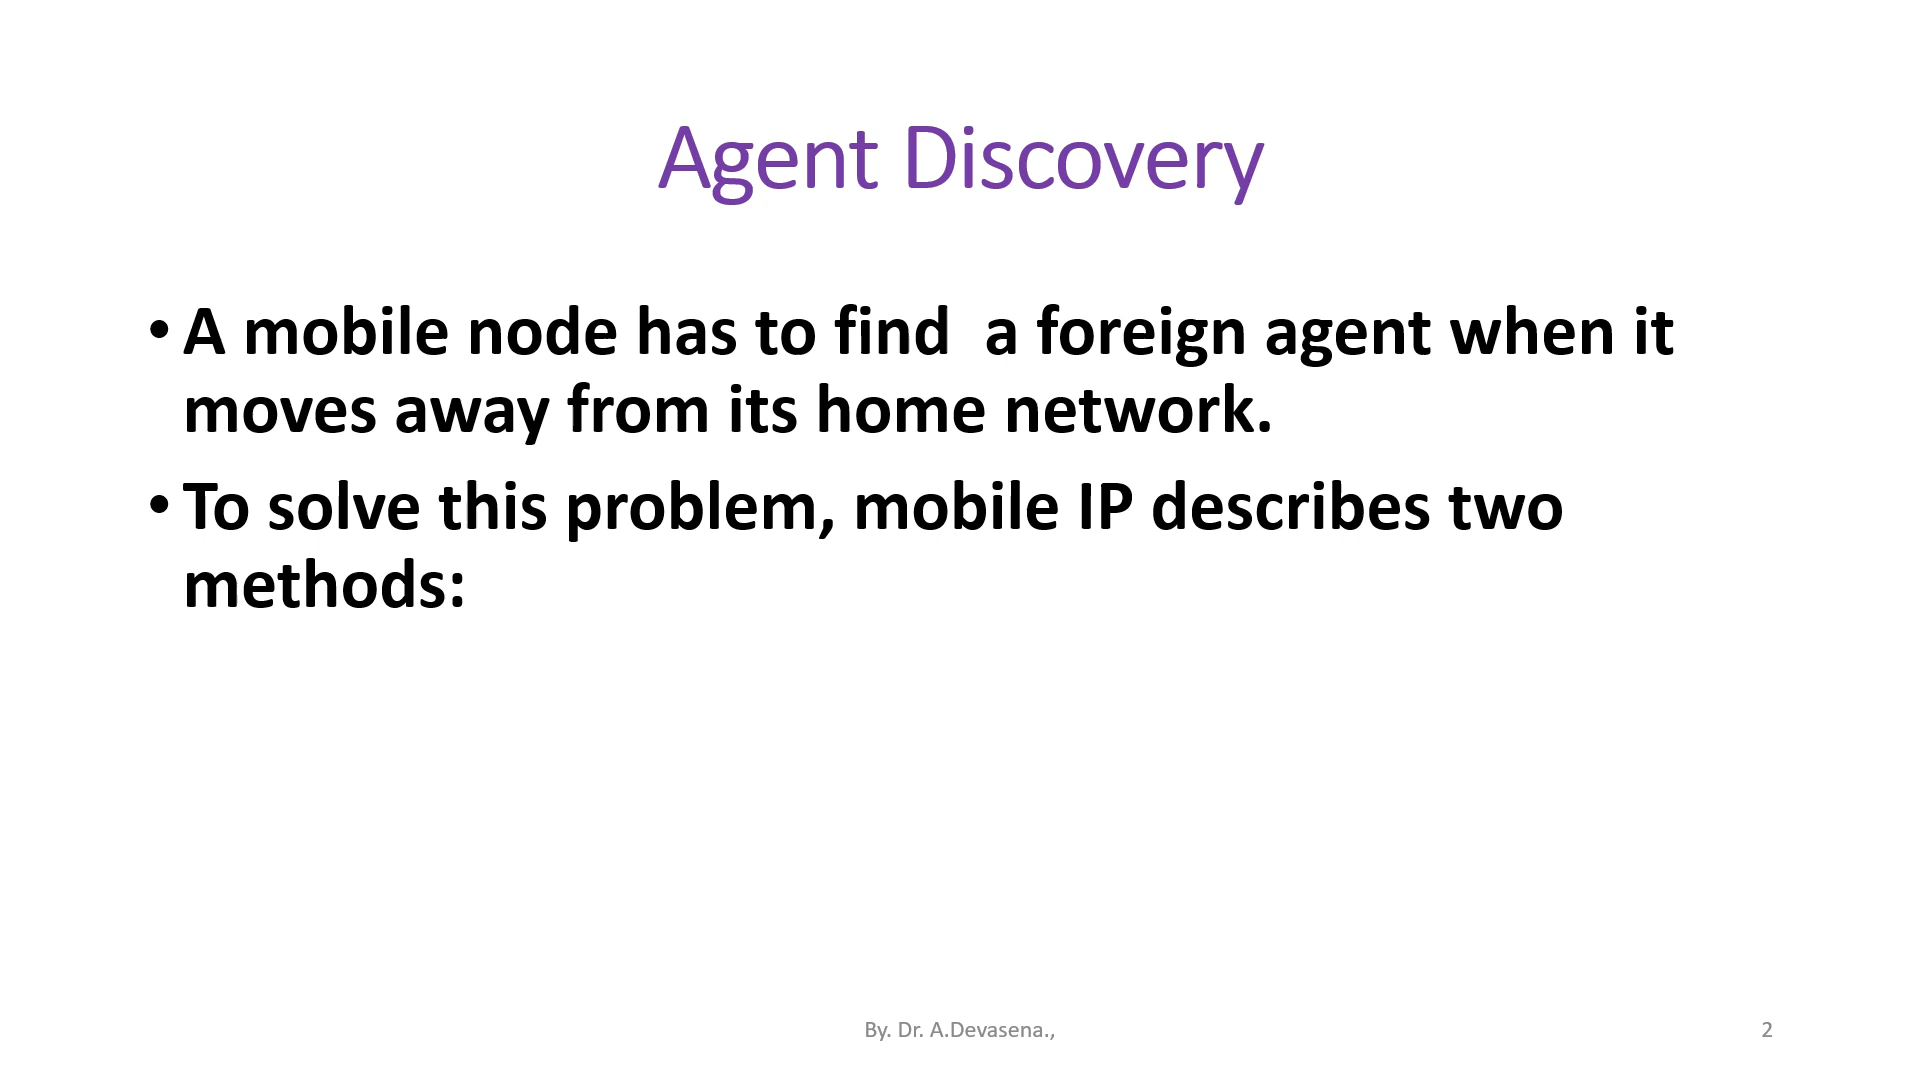 Agent Discovery
• A mobile node has to find  a foreign agent when it
moves away from its home network.
• To solve this problem, mobile IP describes two
methods:
By. Dr. A.Devasena.,
2